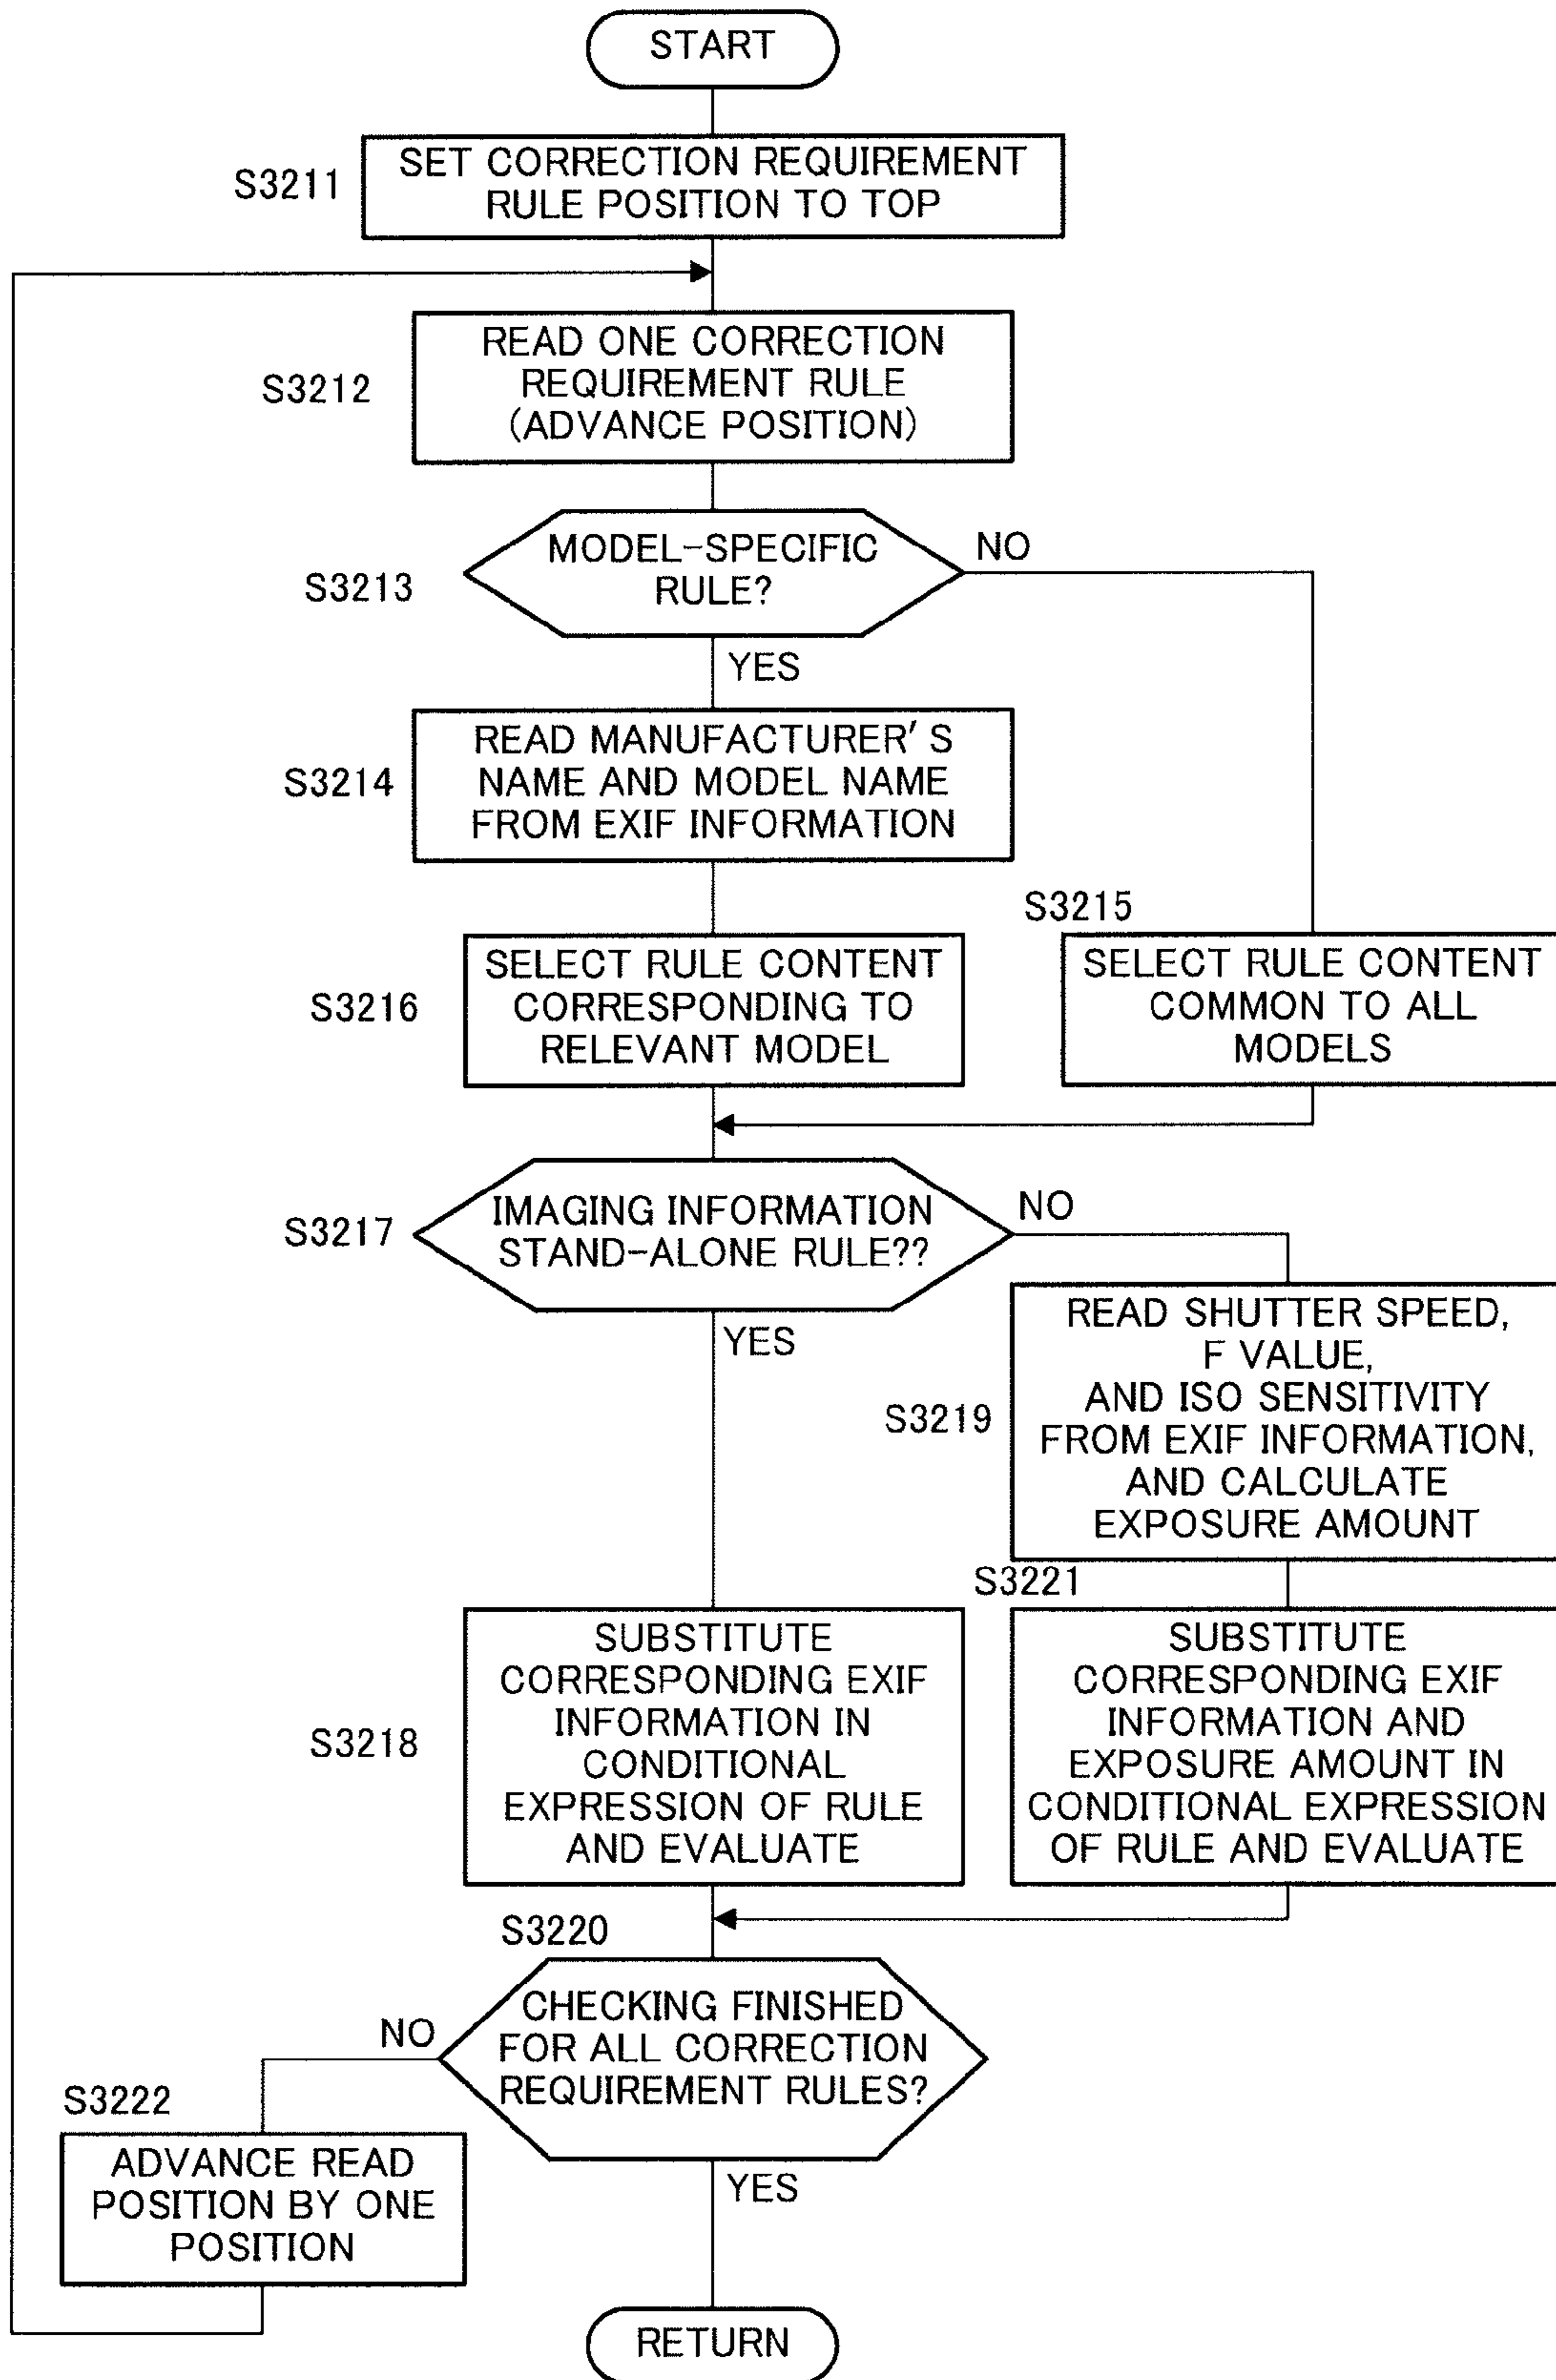 START
S3211
SET CORRECTION REQUIREMENT
RULE POSITION TO TOP
S3212
READ ONE CORRECTION
REQUIREMENT RULE
(ADVANCE POSITION)
S3213
MODEL-SPECIFIC
RULE?
NO
YES
S3214
READ MANUFACTURER'S
NAME AND MODEL NAME
FROM EXIF INFORMATION
S3216
SELECT RULE CONTENT
CORRESPONDING TO
RELEVANT MODEL
S3215
SELECT RULE CONTENT
COMMON TO ALL
MODELS
S3217
IMAGING INFORMATION
STAND-ALONE RULE??
NO
YES
S3219
READ SHUTTER SPEED,
F VALUE,
AND ISO SENSITIVITY
FROM EXIF INFORMATION,
AND CALCULATE
EXPOSURE AMOUNT
S3218
SUBSTITUTE
CORRESPONDING EXIF
INFORMATION IN
CONDITIONAL
EXPRESSION OF RULE
AND EVALUATE
S3221
SUBSTITUTE
CORRESPONDING EXIF
INFORMATION AND
EXPOSURE AMOUNT IN
CONDITIONAL EXPRESSION
OF RULE AND EVALUATE
S3220
CHECKING FINISHED
FOR ALL CORRECTION
REQUIREMENT RULES?
NO
YES
S3222
ADVANCE READ
POSITION BY ONE
POSITION
RETURN